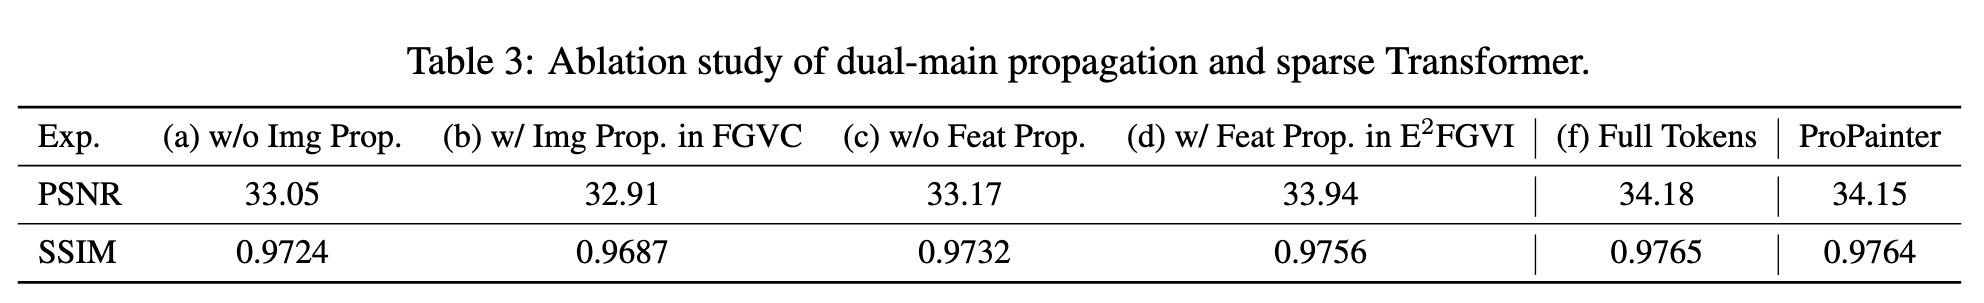 Table 3: Ablation study of dual-main propagation and sparse Transformer.
Exp. (a) w/o Img Prop. (b) w/ Img Prop. in FGVC (c) w/o Feat Prop. (d) w/ Feat Prop. in E²FGVI (f) Full Tokens ProPainter
PSNR 33.05 32.91 33.17 33.94 34.18 34.15
SSIM 0.9724 0.9687 0.9732 0.9756 0.9765 0.9764